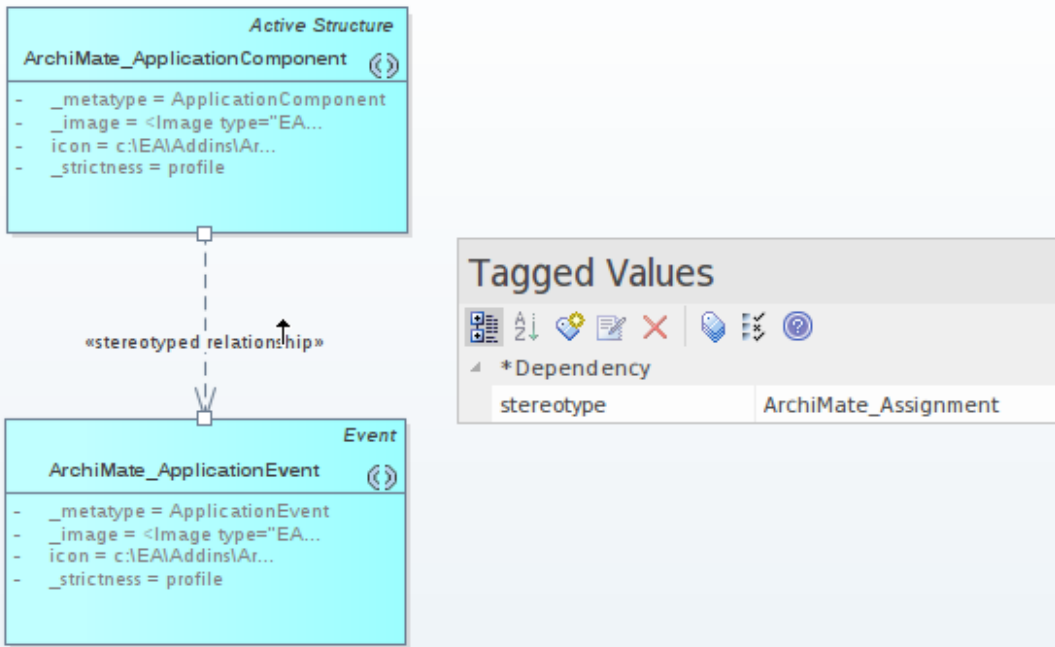 Active Structure
ArchiMate_ApplicationComponent
- _metatype = ApplicationComponent
- _image = <Image type="EA...
- icon = c:\EA\Addins\Ar...
- _strictness = profile
«stereotyped relationship»
Event
ArchiMate_ApplicationEvent
- _metatype = ApplicationEvent
- _image = <Image type="EA...
- icon = c:\EA\Addins\Ar...
- _strictness = profile
Tagged Values
*Dependency
stereotype ArchiMate_Assignment